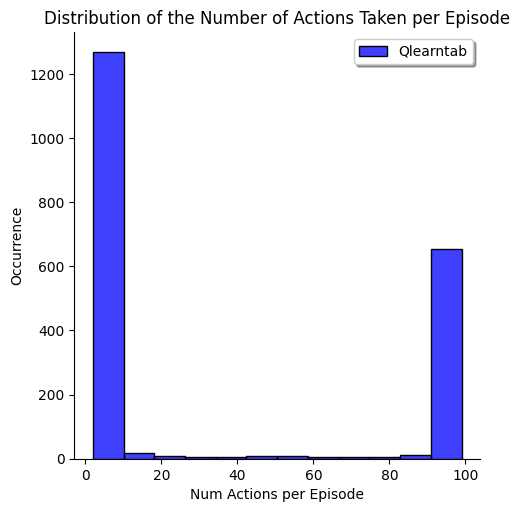 Distribution of the Number of Actions Taken per Episode
Qlearntab
1200
1000
800
600
400
200
0
Occurrence
0 20 40 60 80 100
Num Actions per Episode